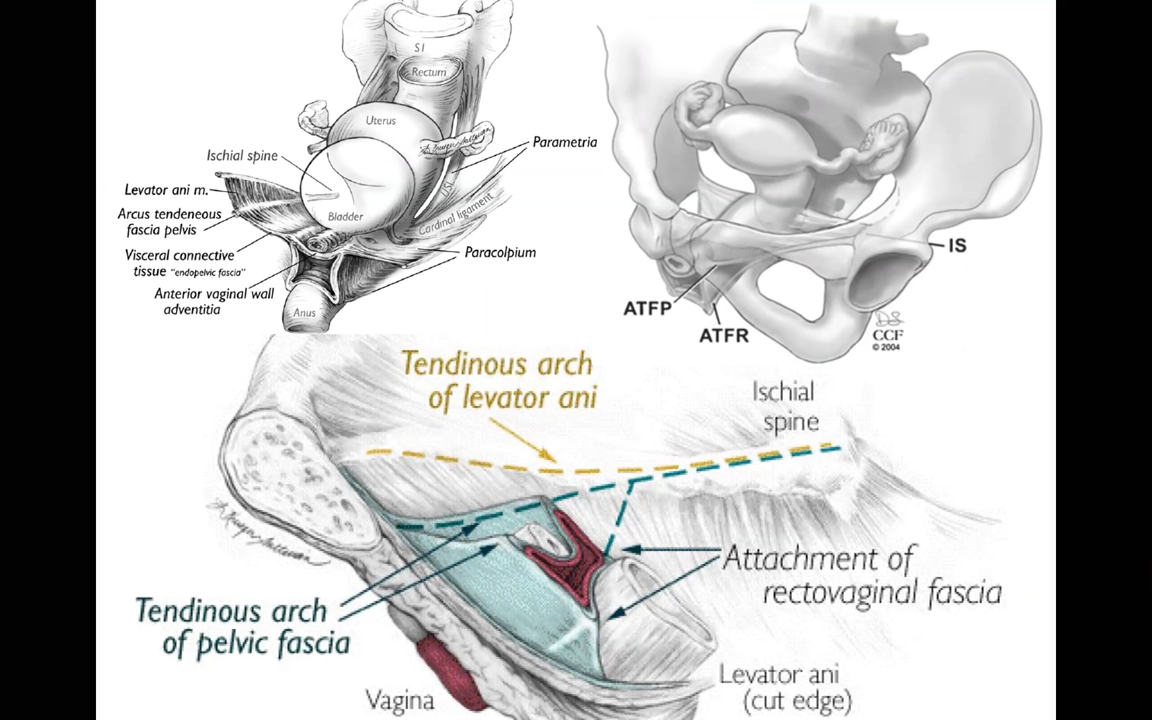 S1
Rectum
Uterus
Ischial spine
Parametria
Levator ani m.
USL
Arcus tendeneous
fascia pelvis
Bladder
Cardinal ligament
Visceral connective
tissue "endopelvic fascia"
Paracolpium
Anterior vaginal wall
adventitia
Anus
IS
ATFP
ATFR
DS
CCF
© 2004
Tendinous arch
of levator ani
Ischial
spine
Attachment of
rectovaginal fascia
Tendinous arch
of pelvic fascia
Levator ani
(cut edge)
Vagina